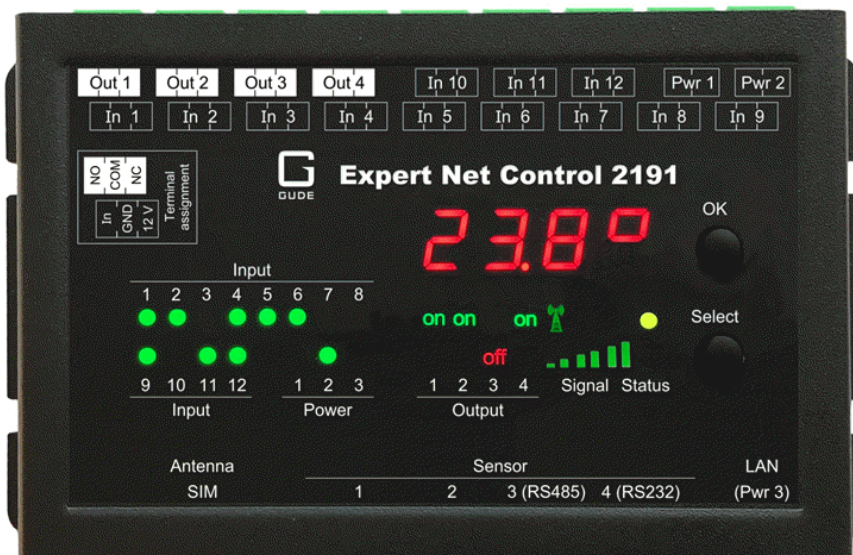 Out 1 Out 2 Out 3 Out 4 In 10 In 11 In 12 Pwr 1 Pwr 2
In 1 In 2 In 3 In 4 In 5 In 6 In 7 In 8 In 9
NO COM NC
In GND 12 V
Terminal assignment
G
GUDE
Expert Net Control 2191
23.8°
OK
Input
1 2 3 4 5 6 7 8
on on on
Select
off
9 10 11 12 1 2 3 1 2 3 4 Signal Status
Input Power Output
Antenna Sensor LAN
SIM 1 2 3 (RS485) 4 (RS232) (Pwr 3)